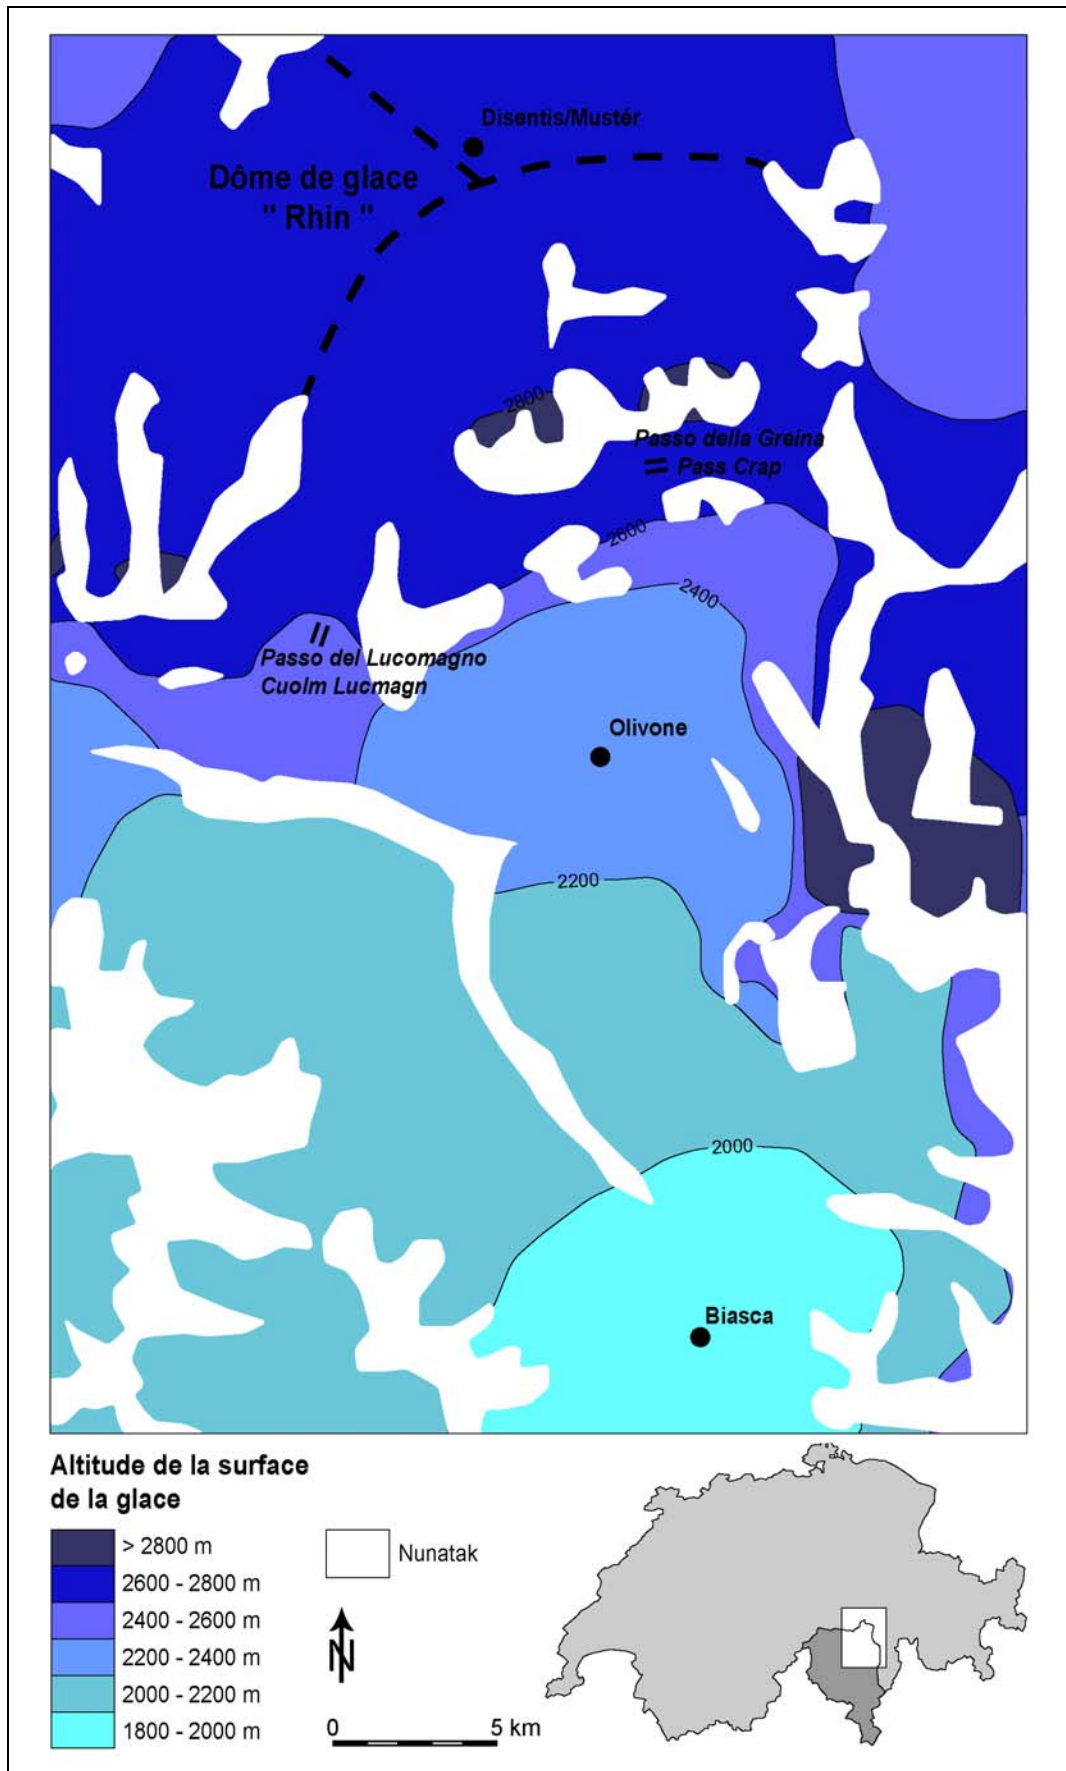 Disentis/Mustér
Dôme de glace
" Rhin "
2800
Passo della Greina
Pass Crap
2600
2400
Passo del Lucomagno
Cuolm Lucmagn
Olivone
2200
2000
Biasca
Altitude de la surface
de la glace
> 2800 m
2600 - 2800 m
2400 - 2600 m
2200 - 2400 m
2000 - 2200 m
1800 - 2000 m
Nunatak
N
0 5 km